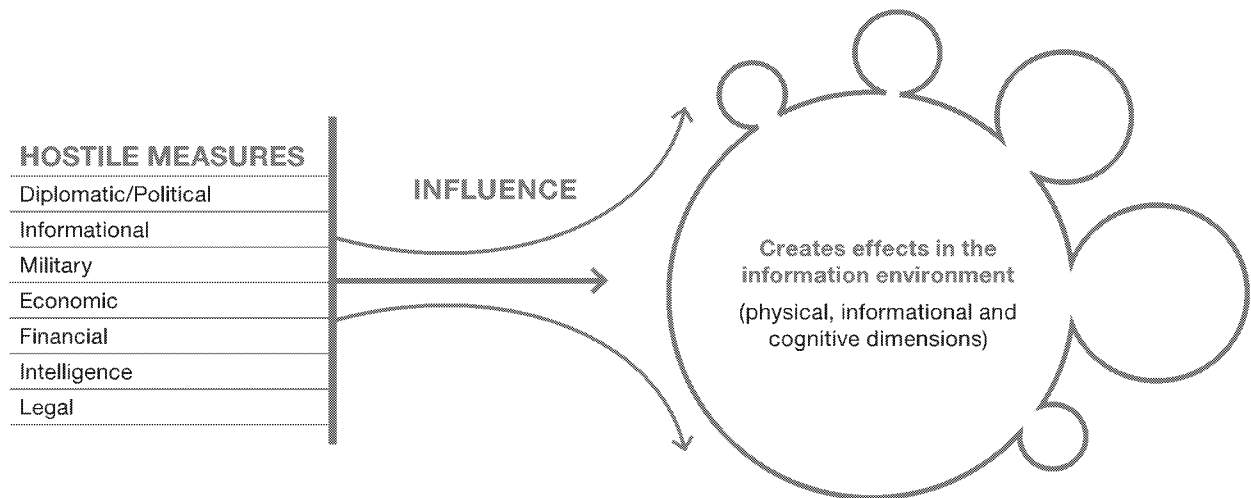 HOSTILE MEASURES
Diplomatic/Political
Informational
Military
Economic
Financial
Intelligence
Legal
INFLUENCE
Creates effects in the
information environment
(physical, informational and
cognitive dimensions)